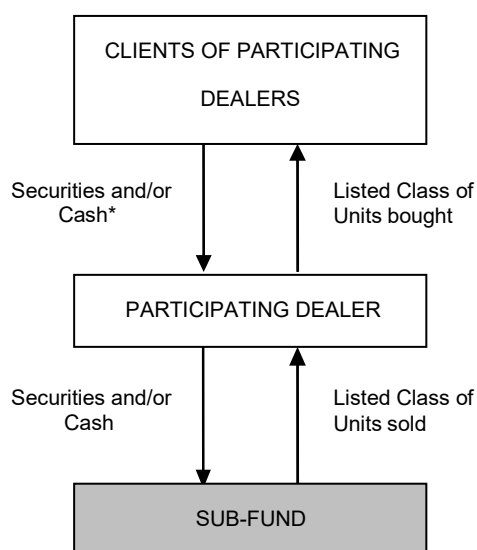 CLIENTS OF PARTICIPATING
DEALERS
Securities and/or
Cash*
Listed Class of
Units bought
PARTICIPATING DEALER
Securities and/or
Cash
Listed Class of
Units sold
SUB-FUND